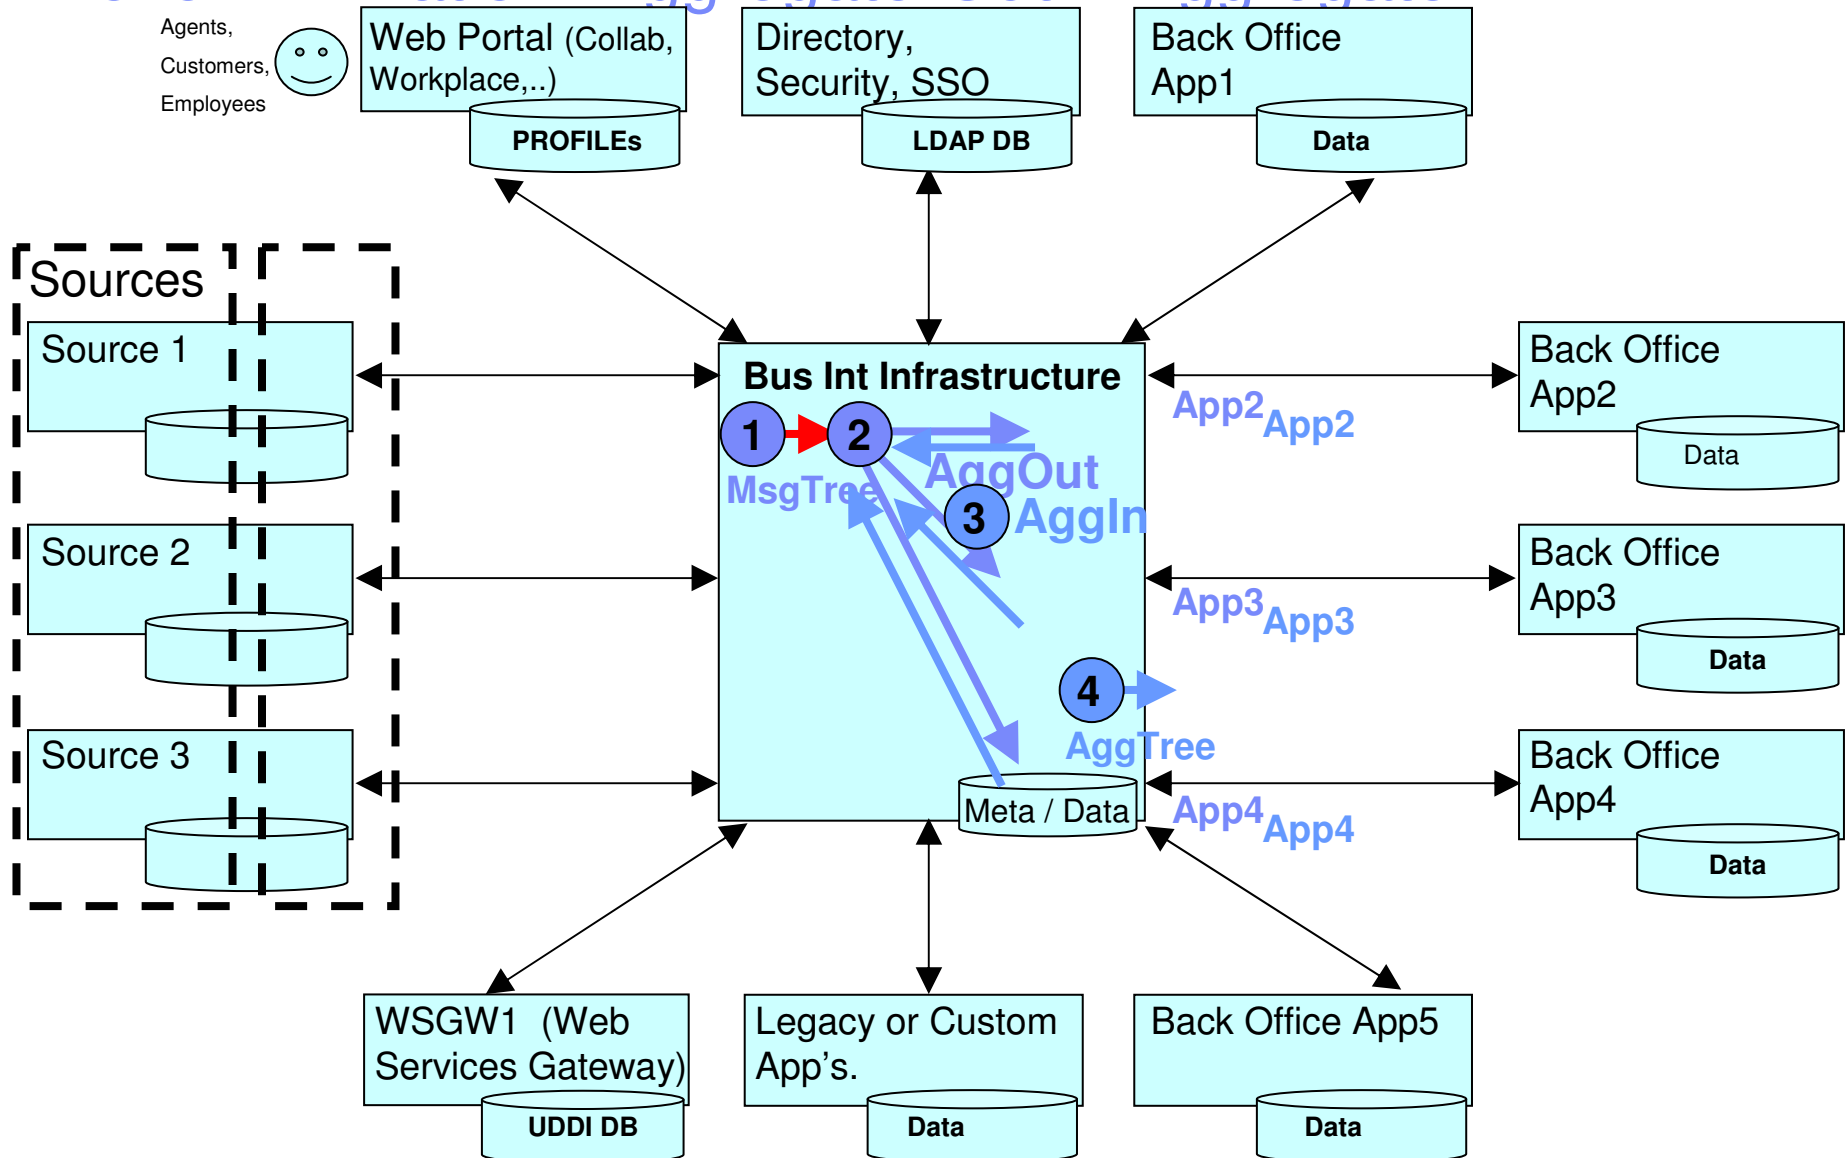 Agents,
Customers,
Employees
Web Portal (Collab,
Workplace,..)
PROFILEs
Directory,
Security, SSO
LDAP DB
Back Office
App1
Data
Sources
Source 1
Source 2
Source 3
Bus Int Infrastructure
1
2
MsgTree
AggOut
3
AggIn
4
AggTree
Meta / Data
App2
App2
App3
App3
App4
App4
Back Office
App2
Data
Back Office
App3
Data
Back Office
App4
Data
WSGW1 (Web
Services Gateway)
UDDI DB
Legacy or Custom
App's.
Data
Back Office App5
Data